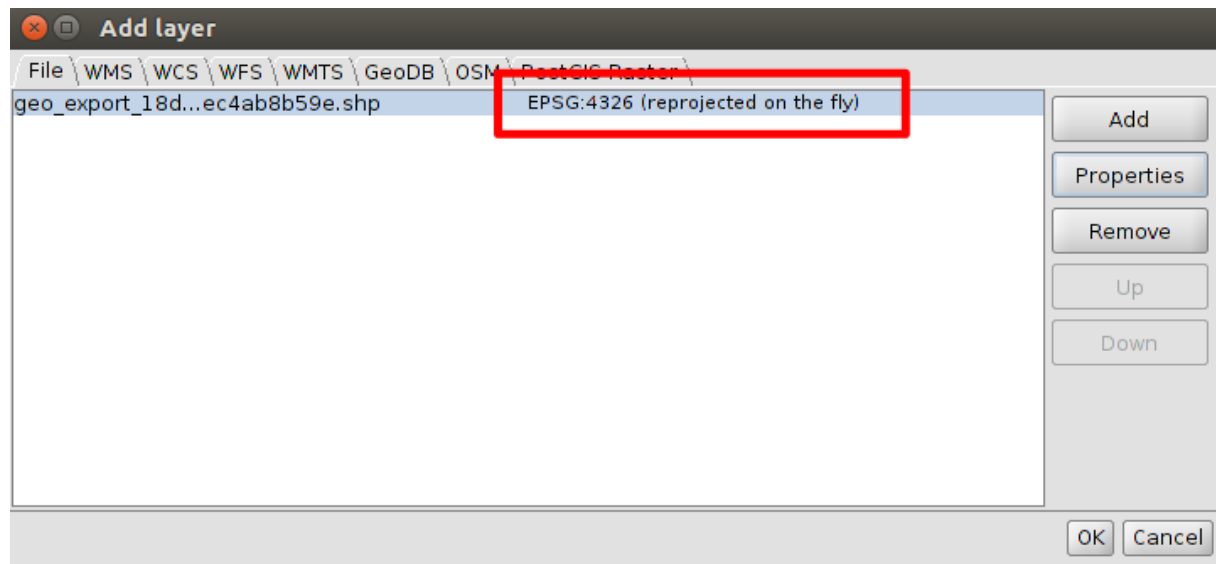 Add layer
File WMS WCS WFS WMTS GeoDB OSM PostGIS Raster
geo_export_18d...ec4ab8b59e.shp EPSG:4326 (reprojected on the fly)
Add
Properties
Remove
Up
Down
OK Cancel